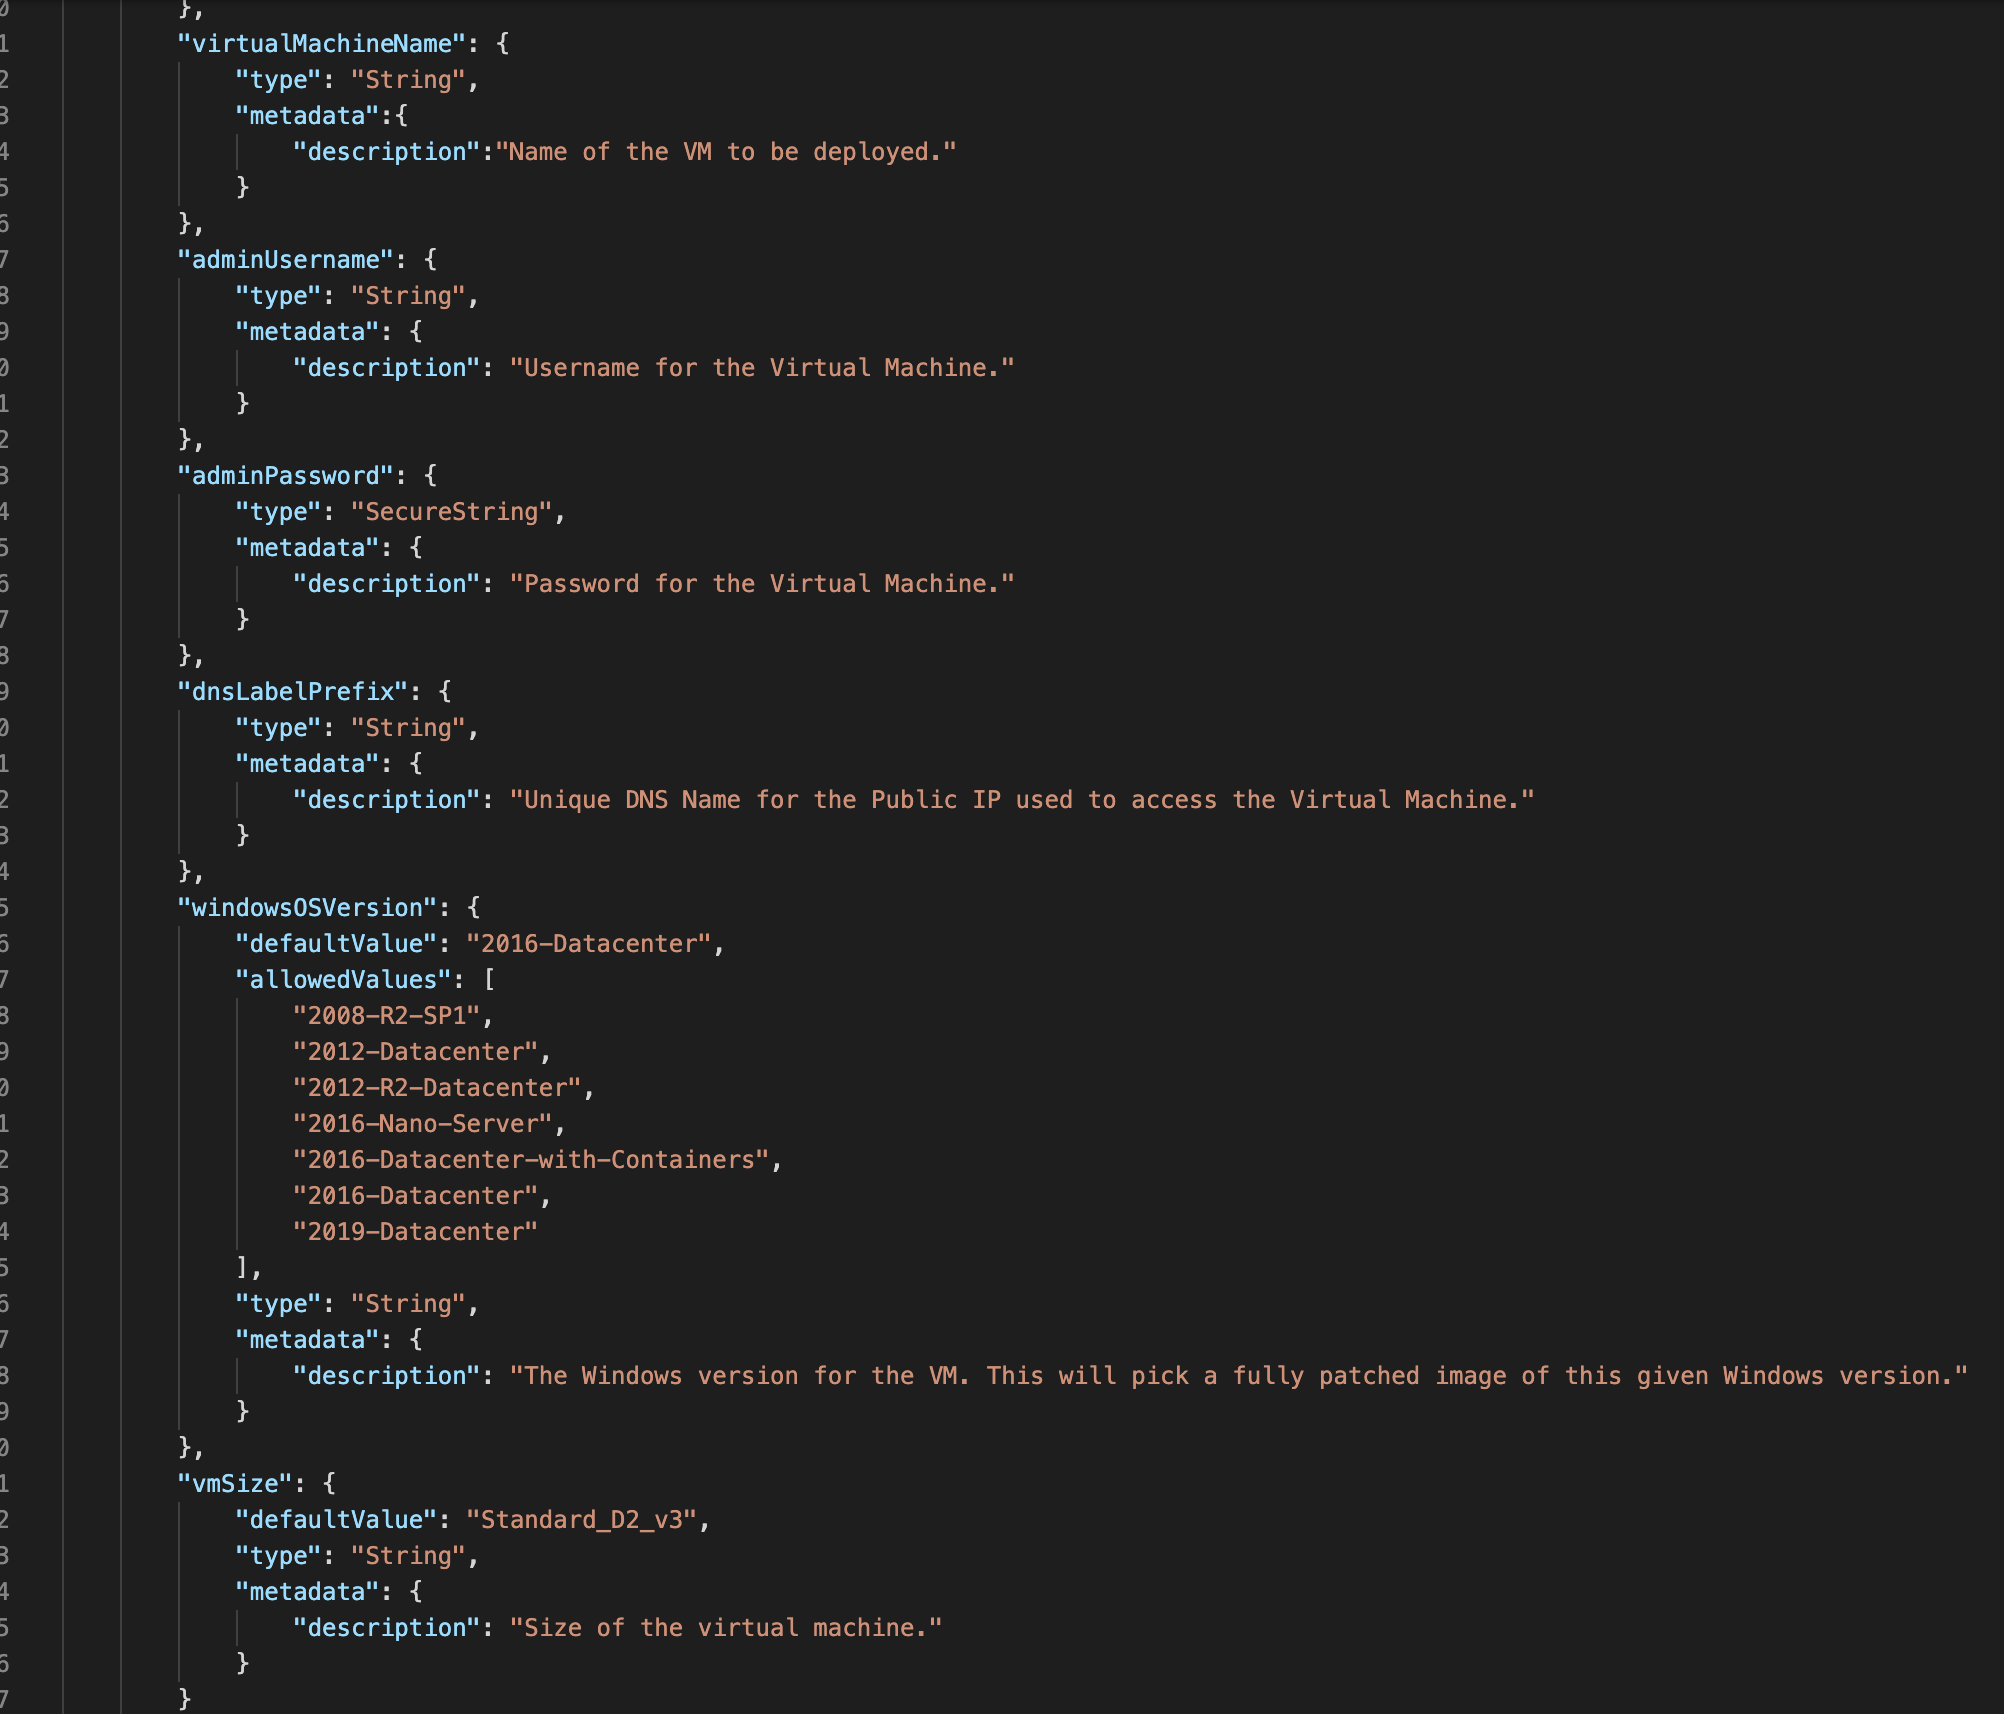 0 },
1 "virtualMachineName": {
2 "type": "String",
3 "metadata":{
4 "description":"Name of the VM to be deployed."
5 }
6 },
7 "adminUsername": {
8 "type": "String",
9 "metadata": {
0 "description": "Username for the Virtual Machine."
1 }
2 },
3 "adminPassword": {
4 "type": "SecureString",
5 "metadata": {
6 "description": "Password for the Virtual Machine."
7 }
8 },
9 "dnsLabelPrefix": {
0 "type": "String",
1 "metadata": {
2 "description": "Unique DNS Name for the Public IP used to access the Virtual Machine."
3 }
4 },
5 "windowsOSVersion": {
6 "defaultValue": "2016-Datacenter",
7 "allowedValues": [
8 "2008-R2-SP1",
9 "2012-Datacenter",
0 "2012-R2-Datacenter",
1 "2016-Nano-Server",
2 "2016-Datacenter-with-Containers",
3 "2016-Datacenter",
4 "2019-Datacenter"
5 ],
6 "type": "String",
7 "metadata": {
8 "description": "The Windows version for the VM. This will pick a fully patched image of this given Windows version."
9 }
0 },
1 "vmSize": {
2 "defaultValue": "Standard_D2_v3",
3 "type": "String",
4 "metadata": {
5 "description": "Size of the virtual machine."
6 }
7 }